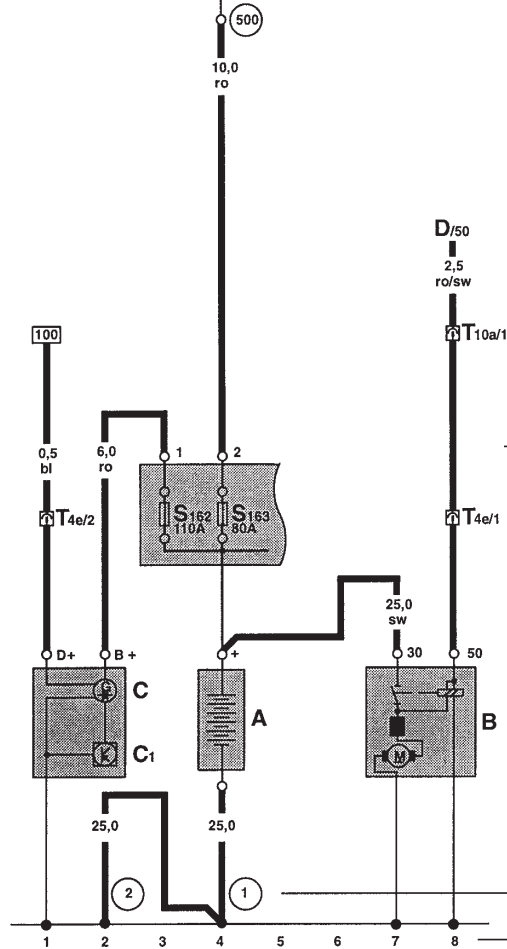 500
10,0
ro
D/50
2,5
ro/sw
T10a/1
100
0,5
bl
6,0
ro
1
2
S162
110A
S163
80A
T4e/2
T4e/1
25,0
sw
D+
B+
+
30
50
G
C
A
B
C1
M
25,0
25,0
2
1
1
2
3
4
5
6
7
8